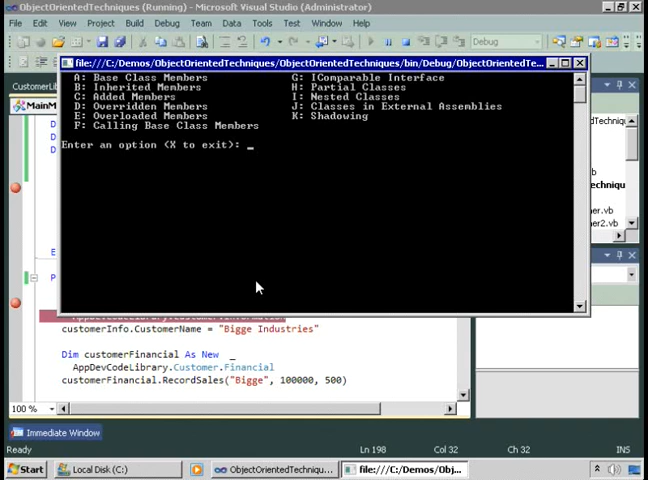 ObjectOrientedTechniques (Running) - Microsoft Visual Studio (Administrator)
File Edit View Project Build Debug Team Data Tools Test Window Help
Debug
file:///C:/Demos/ObjectOrientedTechniques/ObjectOrientedTechniques/bin/Debug/ObjectOrientedTe...
A: Base Class Members G: IComparable Interface
B: Inherited Members H: Partial Classes
C: Added Members I: Nested Classes
D: Overridden Members J: Classes in External Assemblies
E: Overloaded Members K: Shadowing
F: Calling Base Class Members
Enter an option (X to exit): _
CustomerLib
MainM
D
D
E
P
customerInfo.CustomerName = "Bigge Industries"
Dim customerFinancial As New _
AppDevCodeLibrary.Customer.Financial
customerFinancial.RecordSales("Bigge", 100000, 500)
100 %
Immediate Window
Ready Ln 198 Col 32 Ch 32 INS
Start Local Disk (C:) ObjectOrientedTechniqu... file:///C:/Demos/Obj...